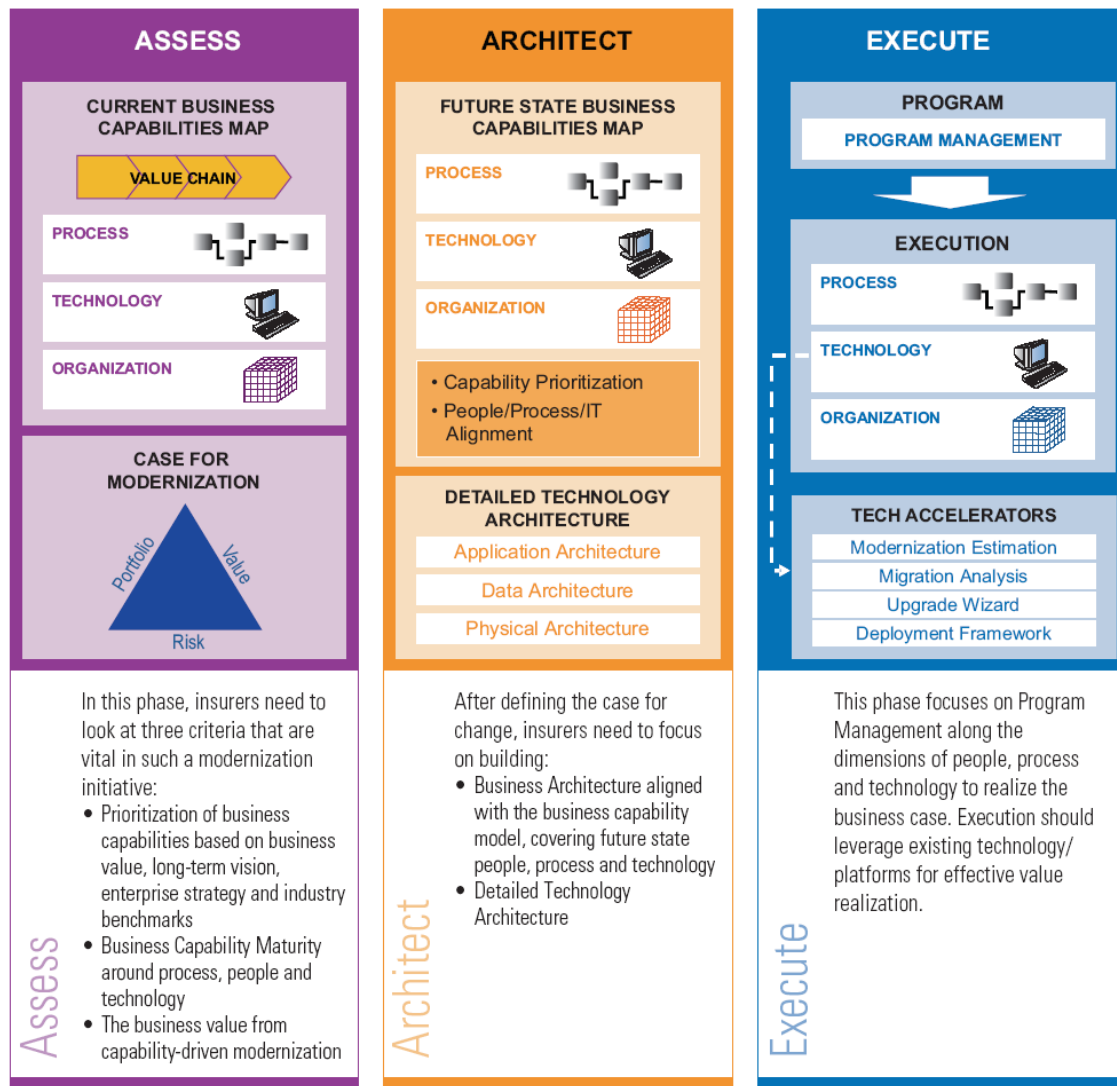 ASSESS
CURRENT BUSINESS
CAPABILITIES MAP
VALUE CHAIN
PROCESS
TECHNOLOGY
ORGANIZATION
CASE FOR
MODERNIZATION
Portfolio
Value
Risk
Assess
In this phase, insurers need to
look at three criteria that are
vital in such a modernization
initiative:
• Prioritization of business
capabilities based on business
value, long-term vision,
enterprise strategy and industry
benchmarks
• Business Capability Maturity
around process, people and
technology
• The business value from
capability-driven modernization
ARCHITECT
FUTURE STATE BUSINESS
CAPABILITIES MAP
PROCESS
TECHNOLOGY
ORGANIZATION
• Capability Prioritization
• People/Process/IT
Alignment
DETAILED TECHNOLOGY
ARCHITECTURE
Application Architecture
Data Architecture
Physical Architecture
Architect
After defining the case for
change, insurers need to focus
on building:
• Business Architecture aligned
with the business capability
model, covering future state
people, process and technology
• Detailed Technology
Architecture
EXECUTE
PROGRAM
PROGRAM MANAGEMENT
EXECUTION
PROCESS
TECHNOLOGY
ORGANIZATION
TECH ACCELERATORS
Modernization Estimation
Migration Analysis
Upgrade Wizard
Deployment Framework
Execute
This phase focuses on Program
Management along the
dimensions of people, process
and technology to realize the
business case. Execution should
leverage existing technology/
platforms for effective value
realization.